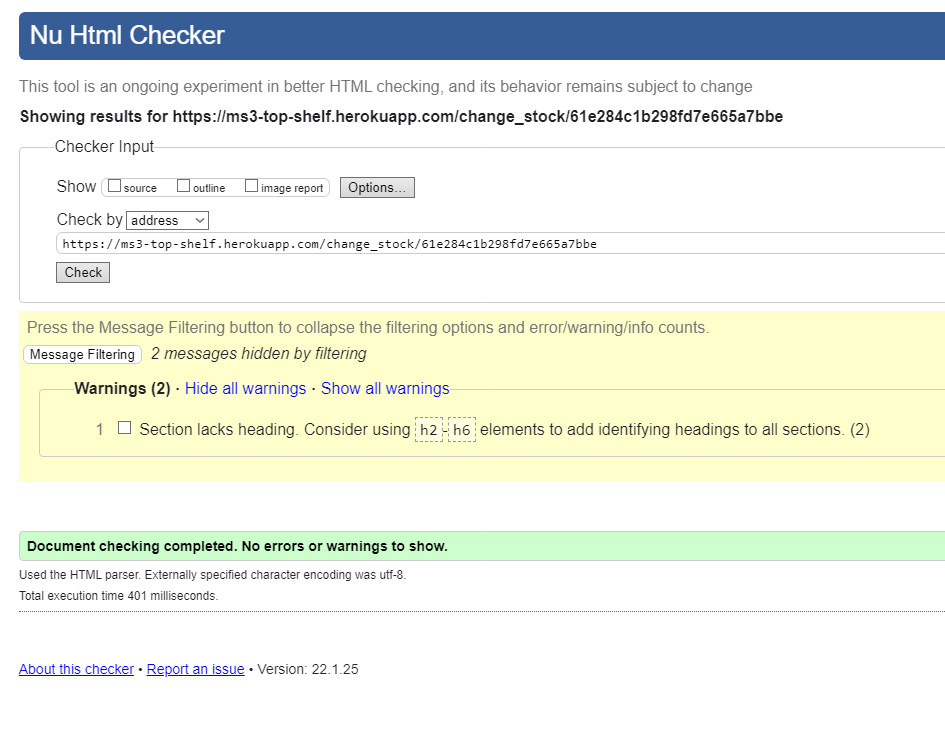 Nu Html Checker
This tool is an ongoing experiment in better HTML checking, and its behavior remains subject to change
Showing results for https://ms3-top-shelf.herokuapp.com/change_stock/61e284c1b298fd7e665a7bbe
Checker Input
Show source outline image report Options...
Check by address
https://ms3-top-shelf.herokuapp.com/change_stock/61e284c1b298fd7e665a7bbe
Check
Press the Message Filtering button to collapse the filtering options and error/warning/info counts.
Message Filtering 2 messages hidden by filtering
Warnings (2) · Hide all warnings · Show all warnings
1 Section lacks heading. Consider using h2-h6 elements to add identifying headings to all sections. (2)
Document checking completed. No errors or warnings to show.
Used the HTML parser. Externally specified character encoding was utf-8.
Total execution time 401 milliseconds.
About this checker • Report an issue • Version: 22.1.25